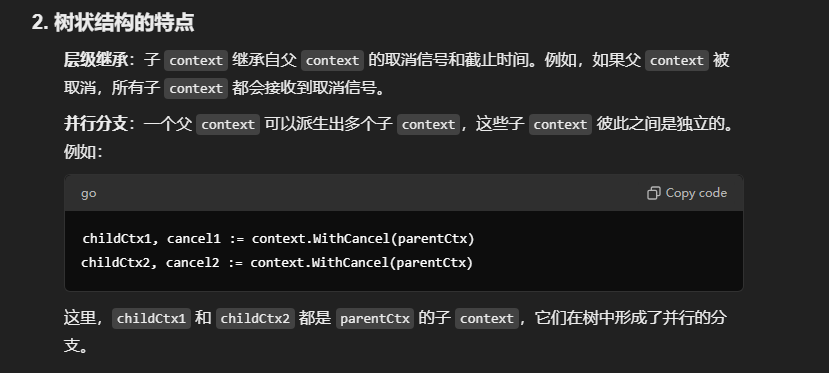 2. 树状结构的特点
层级继承：子 context 继承自父 context 的取消信号和截止时间。例如，如果父 context 被
取消，所有子 context 都会接收到取消信号。
并行分支：一个父 context 可以派生出多个子 context，这些子 context 彼此之间是独立的。
例如：
go Copy code
childCtx1, cancel1 := context.WithCancel(parentCtx)
childCtx2, cancel2 := context.WithCancel(parentCtx)
这里，childCtx1 和 childCtx2 都是 parentCtx 的子 context，它们在树中形成了并行的分
支。